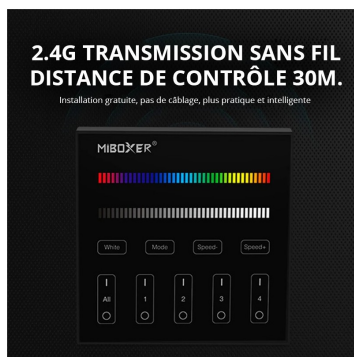 2.4G TRANSMISSION SANS FIL
DISTANCE DE CONTRÔLE 30M.
Installation gratuite, pas de câblage, plus pratique et intelligente
MIBOXER®
White Mode Speed- Speed+
All 1 2 3 4